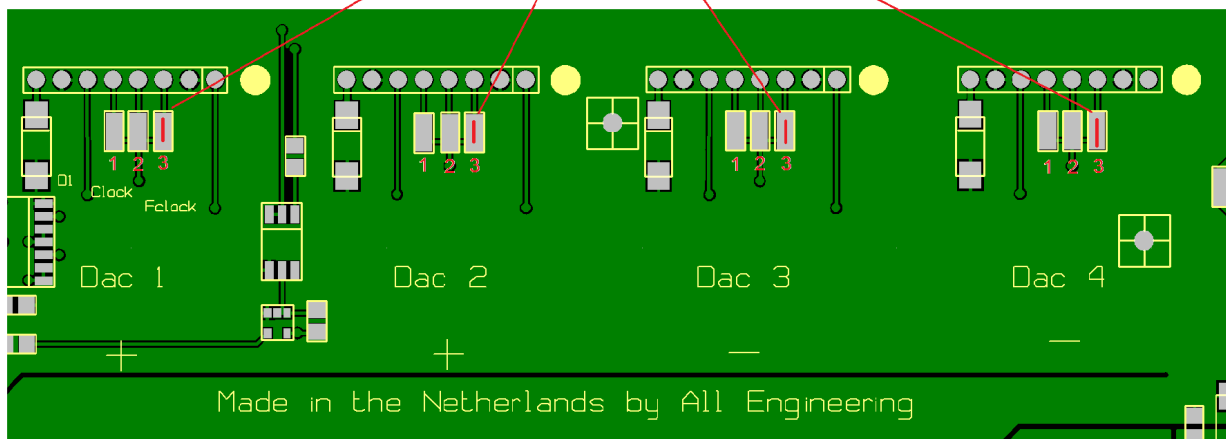 1 2 3
1 2 3
1 2 3
1 2 3
D1
Clock
Fclock
Dac 1
Dac 2
Dac 3
Dac 4
+
+
-
-
Made in the Netherlands by All Engineering